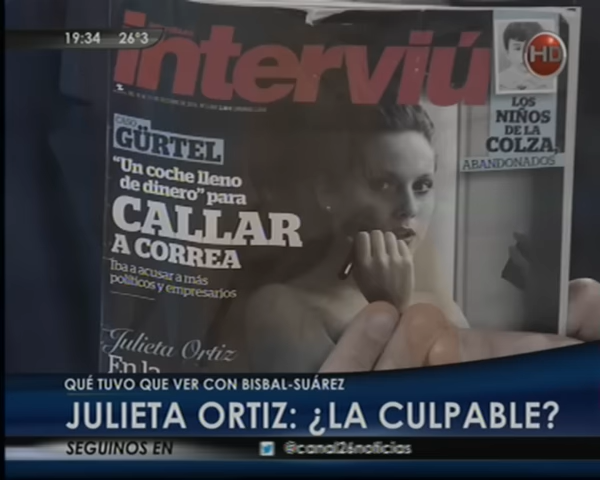 19:34 26°3
interviú
HD
LOS
NIÑOS
DE LA
COLZA,
ABANDONADOS
CASO
GÜRTEL
"Un coche lleno
de dinero" para
CALLAR
A CORREA
Iba a acusar a más
políticos y empresarios
Julieta Ortiz
En la
QUÉ TUVO QUE VER CON BISBAL-SUÁREZ
JULIETA ORTIZ: ¿LA CULPABLE?
SEGUINOS EN @canal26noticias